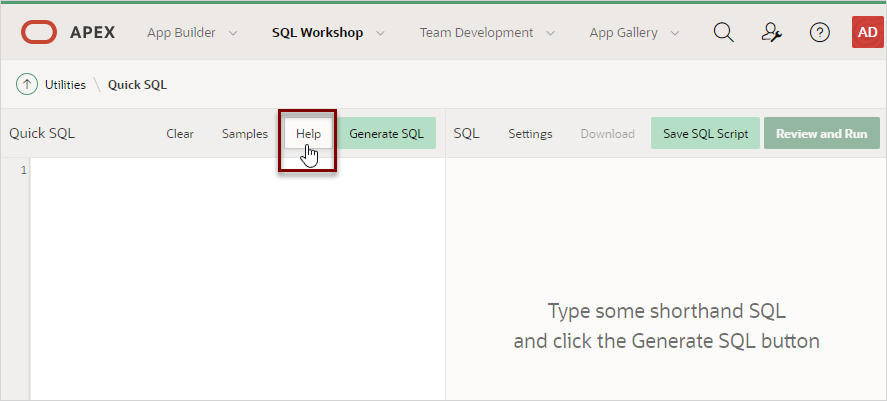 APEX App Builder SQL Workshop Team Development App Gallery AD
Utilities \ Quick SQL
Quick SQL Clear Samples Help Generate SQL SQL Settings Download Save SQL Script Review and Run
1
Type some shorthand SQL
and click the Generate SQL button